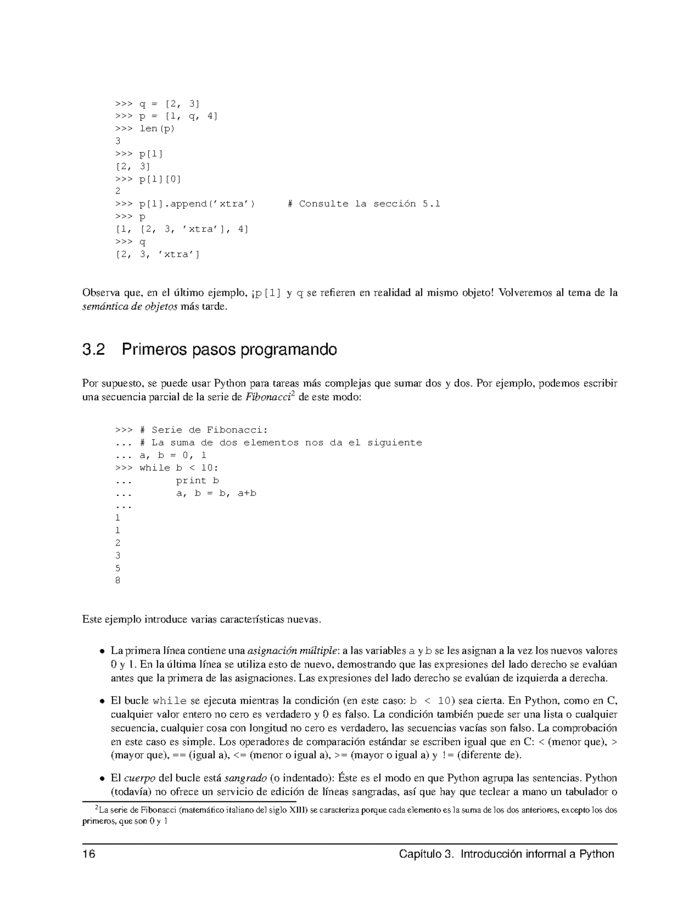 >>> q = [2, 3]
>>> p = [1, q, 4]
>>> len(p)
3
>>> p[1]
[2, 3]
>>> p[1][0]
2
>>> p[1].append(’xtra’)     # Consulte la sección 5.1
>>> p
[1, [2, 3, ’xtra’], 4]
>>> q
[2, 3, ’xtra’]
Observa que, en el último ejemplo, ¡p[1] y q se refieren en realidad al mismo objeto! Volveremos al tema de la
semántica de objetos más tarde.
3.2 Primeros pasos programando
Por supuesto, se puede usar Python para tareas más complejas que sumar dos y dos. Por ejemplo, podemos escribir
una secuencia parcial de la serie de Fibonacci² de este modo:
>>> # Serie de Fibonacci:
... # La suma de dos elementos nos da el siguiente
... a, b = 0, 1
>>> while b < 10:
...       print b
...       a, b = b, a+b
...
1
1
2
3
5
8
Este ejemplo introduce varias características nuevas.
• La primera línea contiene una asignación múltiple: a las variables a y b se les asignan a la vez los nuevos valores
0 y 1. En la última línea se utiliza esto de nuevo, demostrando que las expresiones del lado derecho se evalúan
antes que la primera de las asignaciones. Las expresiones del lado derecho se evalúan de izquierda a derecha.
• El bucle while se ejecuta mientras la condición (en este caso: b < 10) sea cierta. En Python, como en C,
cualquier valor entero no cero es verdadero y 0 es falso. La condición también puede ser una lista o cualquier
secuencia, cualquier cosa con longitud no cero es verdadero, las secuencias vacías son falso. La comprobación
en este caso es simple. Los operadores de comparación estándar se escriben igual que en C: < (menor que), >
(mayor que), == (igual a), <= (menor o igual a), >= (mayor o igual a) y != (diferente de).
• El cuerpo del bucle está sangrado (o indentado): Éste es el modo en que Python agrupa las sentencias. Python
(todavía) no ofrece un servicio de edición de líneas sangradas, así que hay que teclear a mano un tabulador o
²La serie de Fibonacci (matemático italiano del siglo XIII) se caracteriza porque cada elemento es la suma de los dos anteriores, excepto los dos
primeros, que son 0 y 1
16 Capítulo 3. Introducción informal a Python